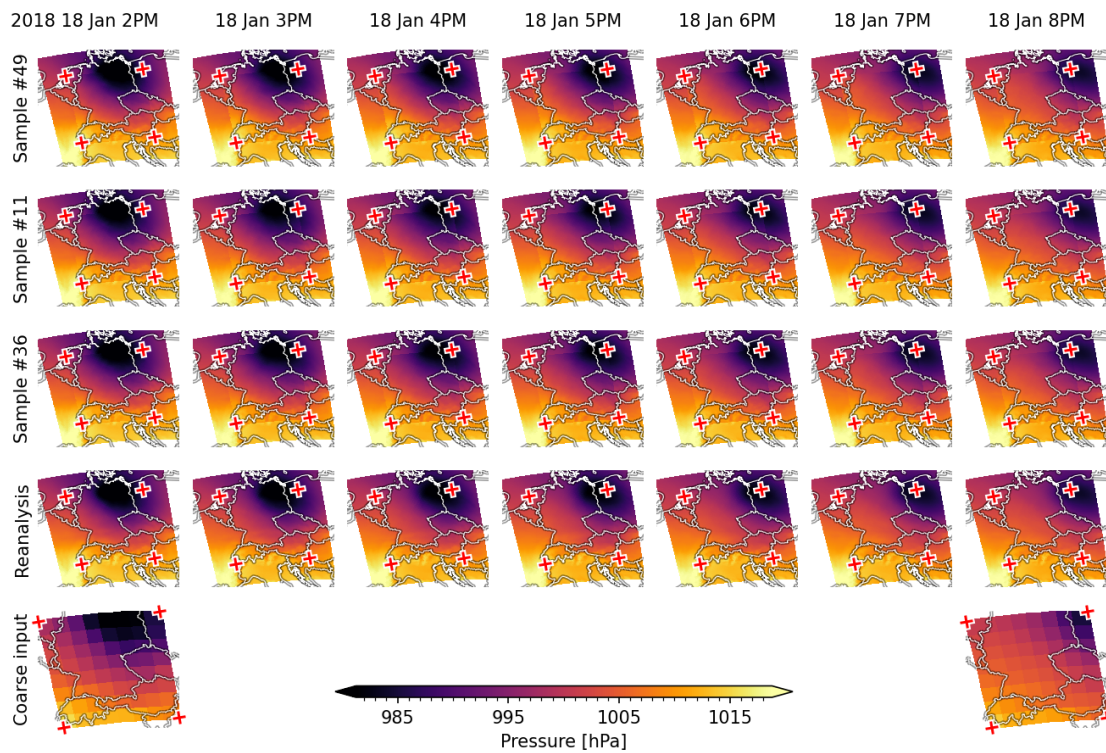 2018 18 Jan 2PM 18 Jan 3PM 18 Jan 4PM 18 Jan 5PM 18 Jan 6PM 18 Jan 7PM 18 Jan 8PM
Sample #49
Sample #11
Sample #36
Reanalysis
Coarse input
985 995 1005 1015
Pressure [hPa]